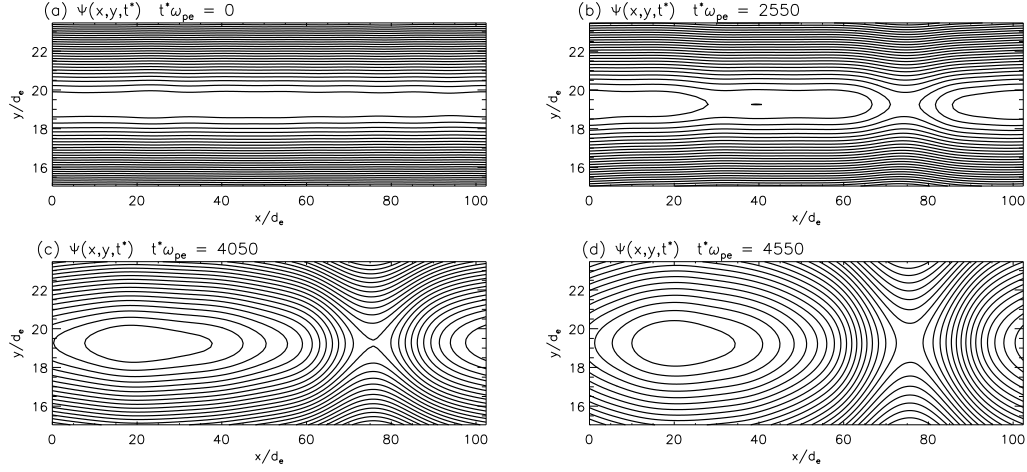 (a) Ψ(x,y,t*) t*ω_pe = 0
22
20
18
16
y/d_e
0 20 40 60 80 100
x/d_e
(b) Ψ(x,y,t*) t*ω_pe = 2550
22
20
18
16
y/d_e
0 20 40 60 80 100
x/d_e
(c) Ψ(x,y,t*) t*ω_pe = 4050
22
20
18
16
y/d_e
0 20 40 60 80 100
x/d_e
(d) Ψ(x,y,t*) t*ω_pe = 4550
22
20
18
16
y/d_e
0 20 40 60 80 100
x/d_e